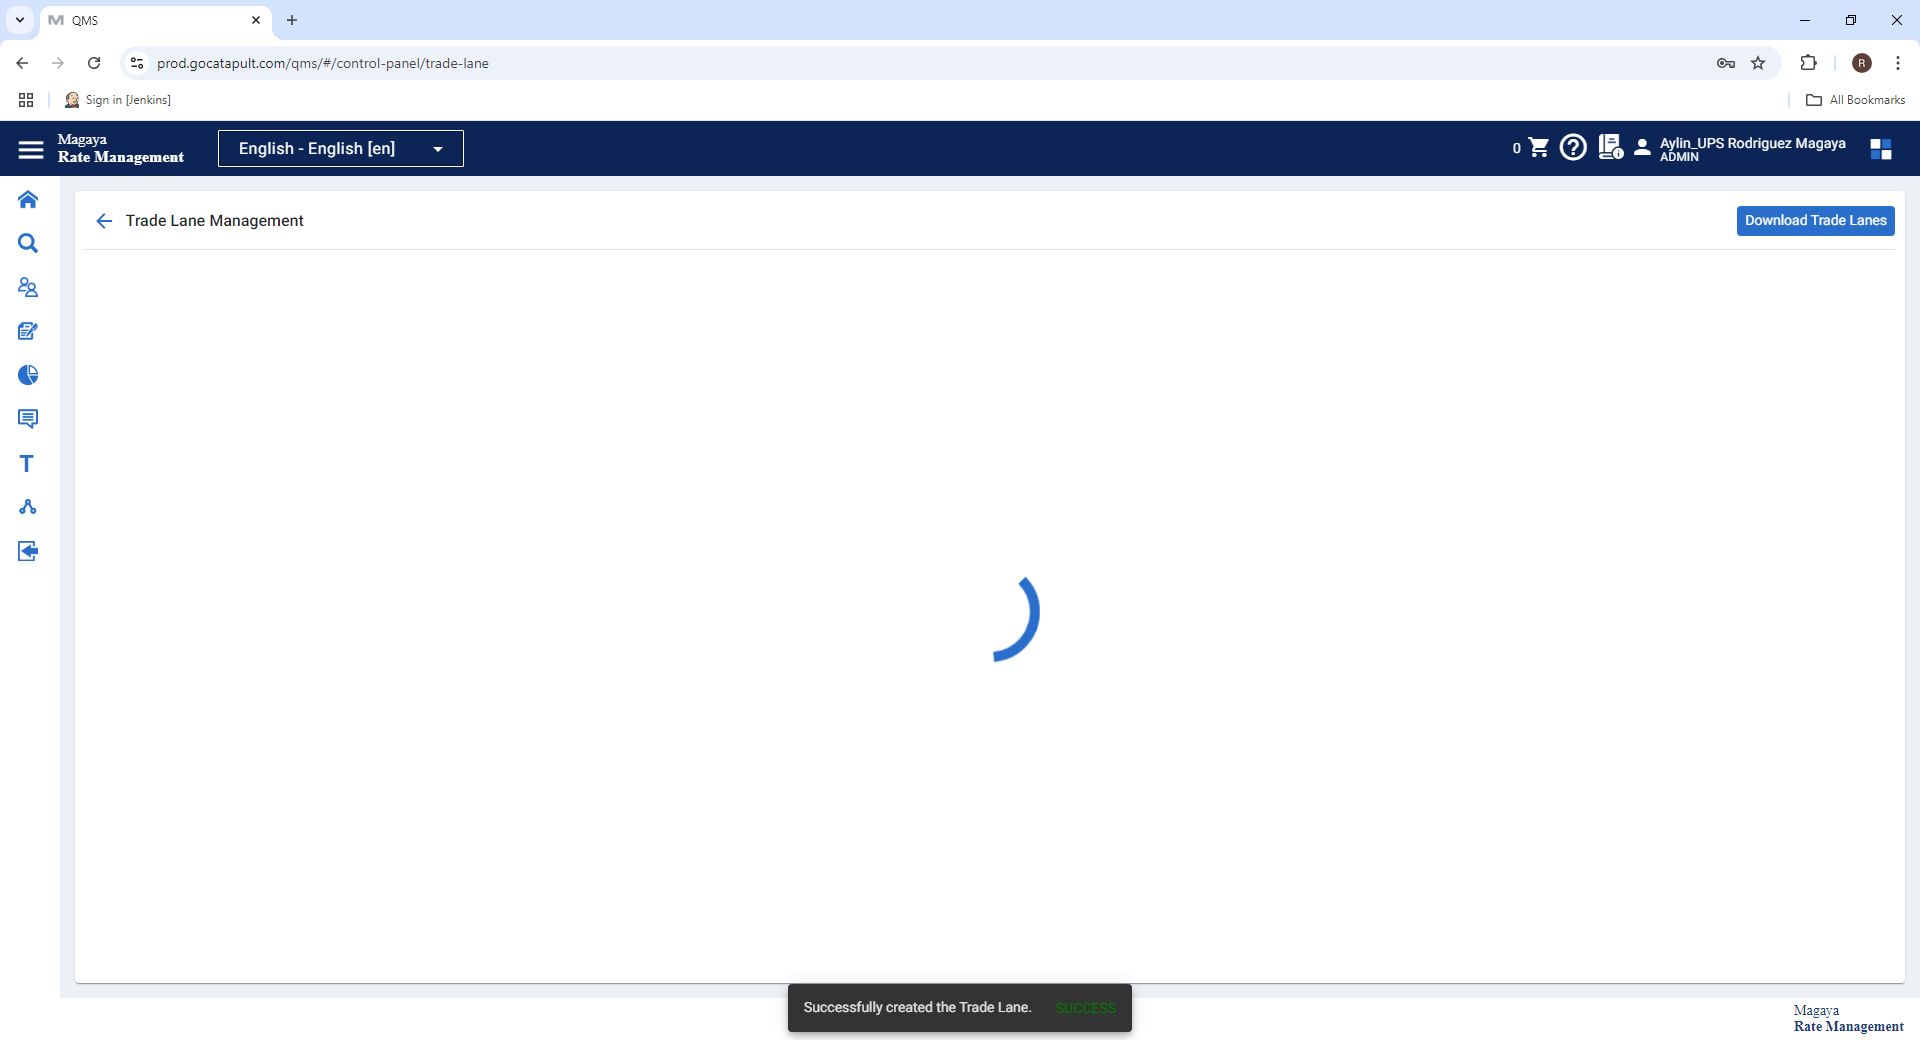 QMS
prod.gocatapult.com/qms/#/control-panel/trade-lane
R
Sign in [Jenkins]
All Bookmarks
Magaya
Rate Management
English - English [en]
0
Aylin_UPS Rodriguez Magaya
ADMIN
Trade Lane Management
Download Trade Lanes
T
Successfully created the Trade Lane. SUCCESS
Magaya
Rate Management